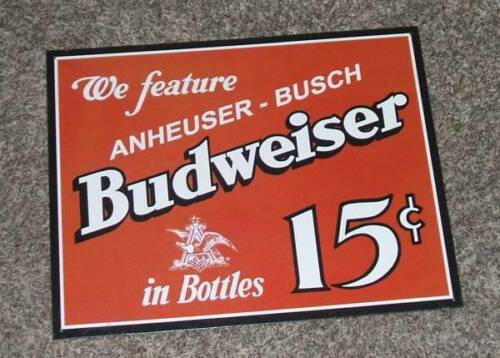 We feature
ANHEUSER - BUSCH
Budweiser
15¢
in Bottles